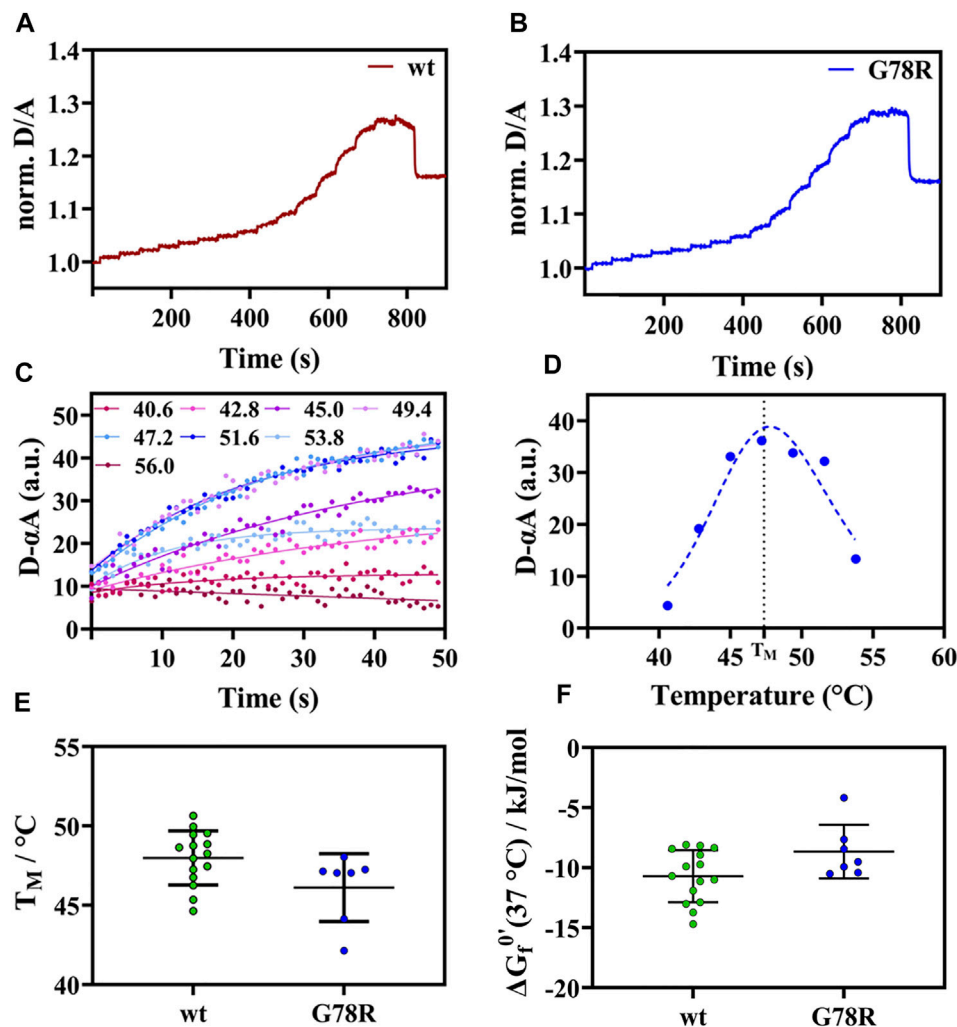 A
1.4
1.3
1.2
1.1
1.0
norm. D/A
wt
200 400 600 800
Time (s)
B
1.4
1.3
1.2
1.1
1.0
norm. D/A
G78R
200 400 600 800
Time (s)
C
50
40
30
20
10
0
D-αA (a.u.)
40.6 42.8 45.0 49.4
47.2 51.6 53.8
56.0
10 20 30 40 50
Time (s)
D
40
30
20
10
0
D-αA (a.u.)
40 45 TM 50 55 60
Temperature (°C)
E
55
50
45
40
TM / °C
wt G78R
F
0
-5
-10
-15
-20
ΔGf0' (37 °C) / kJ/mol
wt G78R